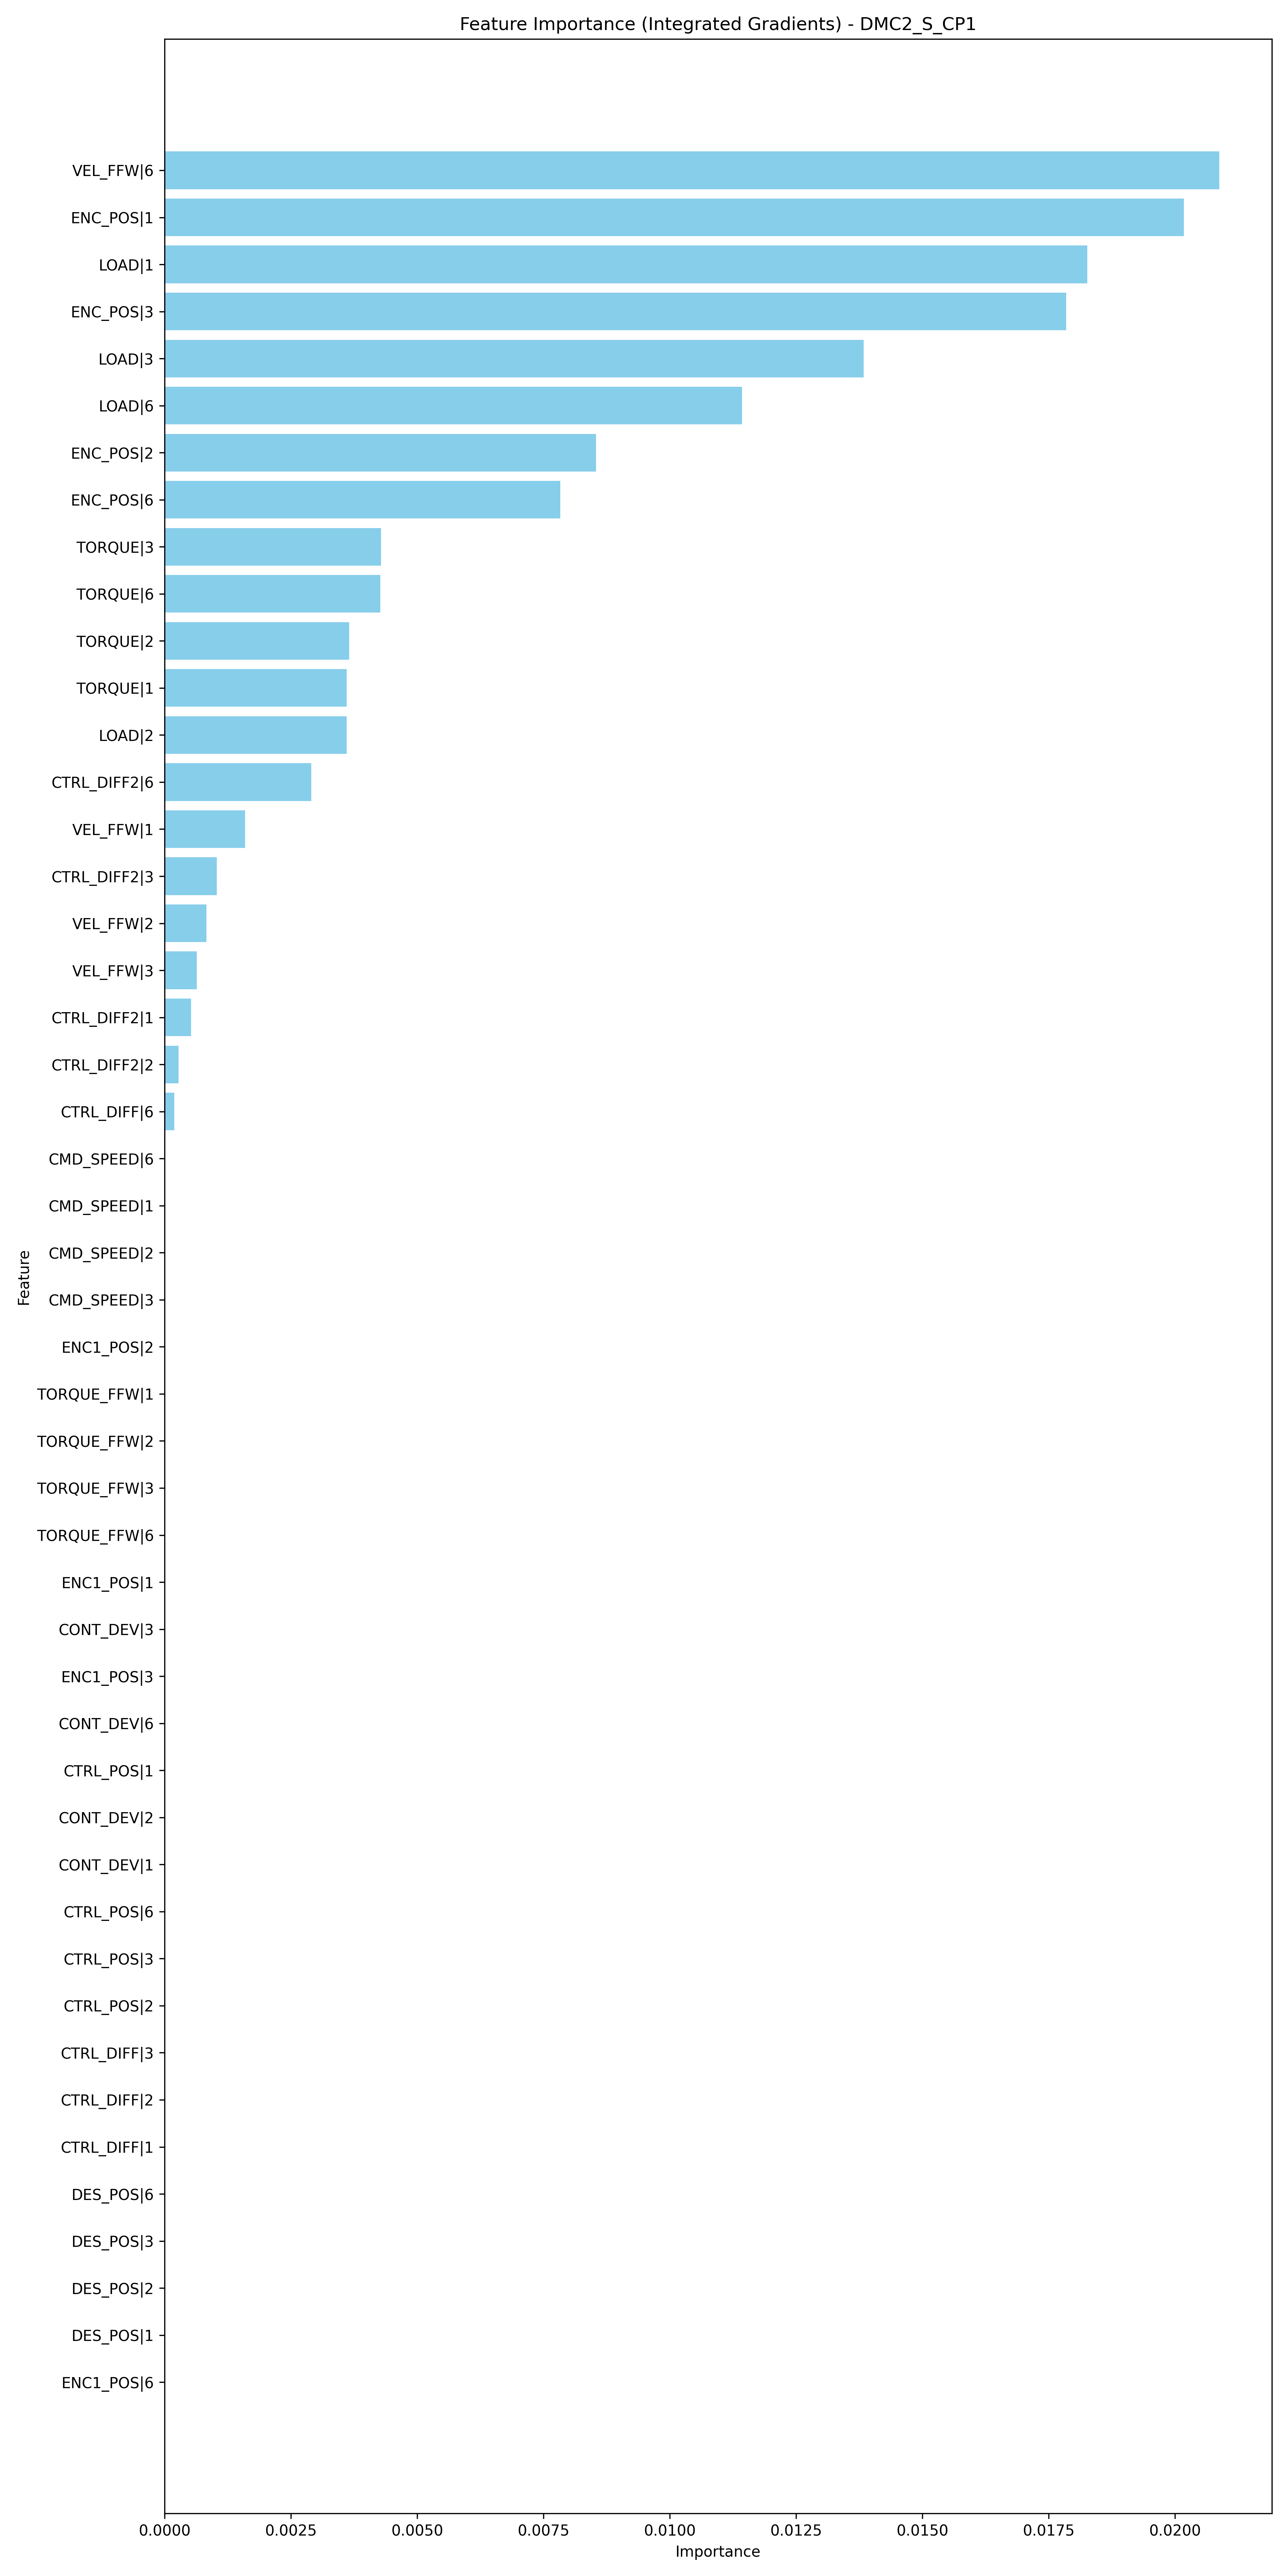 Feature Importance (Integrated Gradients) - DMC2_S_CP1
VEL_FFW|6
ENC_POS|1
LOAD|1
ENC_POS|3
LOAD|3
LOAD|6
ENC_POS|2
ENC_POS|6
TORQUE|3
TORQUE|6
TORQUE|2
TORQUE|1
LOAD|2
CTRL_DIFF2|6
VEL_FFW|1
CTRL_DIFF2|3
VEL_FFW|2
VEL_FFW|3
CTRL_DIFF2|1
CTRL_DIFF2|2
CTRL_DIFF|6
CMD_SPEED|6
CMD_SPEED|1
CMD_SPEED|2
CMD_SPEED|3
ENC1_POS|2
TORQUE_FFW|1
TORQUE_FFW|2
TORQUE_FFW|3
TORQUE_FFW|6
ENC1_POS|1
CONT_DEV|3
ENC1_POS|3
CONT_DEV|6
CTRL_POS|1
CONT_DEV|2
CONT_DEV|1
CTRL_POS|6
CTRL_POS|3
CTRL_POS|2
CTRL_DIFF|3
CTRL_DIFF|2
CTRL_DIFF|1
DES_POS|6
DES_POS|3
DES_POS|2
DES_POS|1
ENC1_POS|6
Feature
0.0000 0.0025 0.0050 0.0075 0.0100 0.0125 0.0150 0.0175 0.0200
Importance